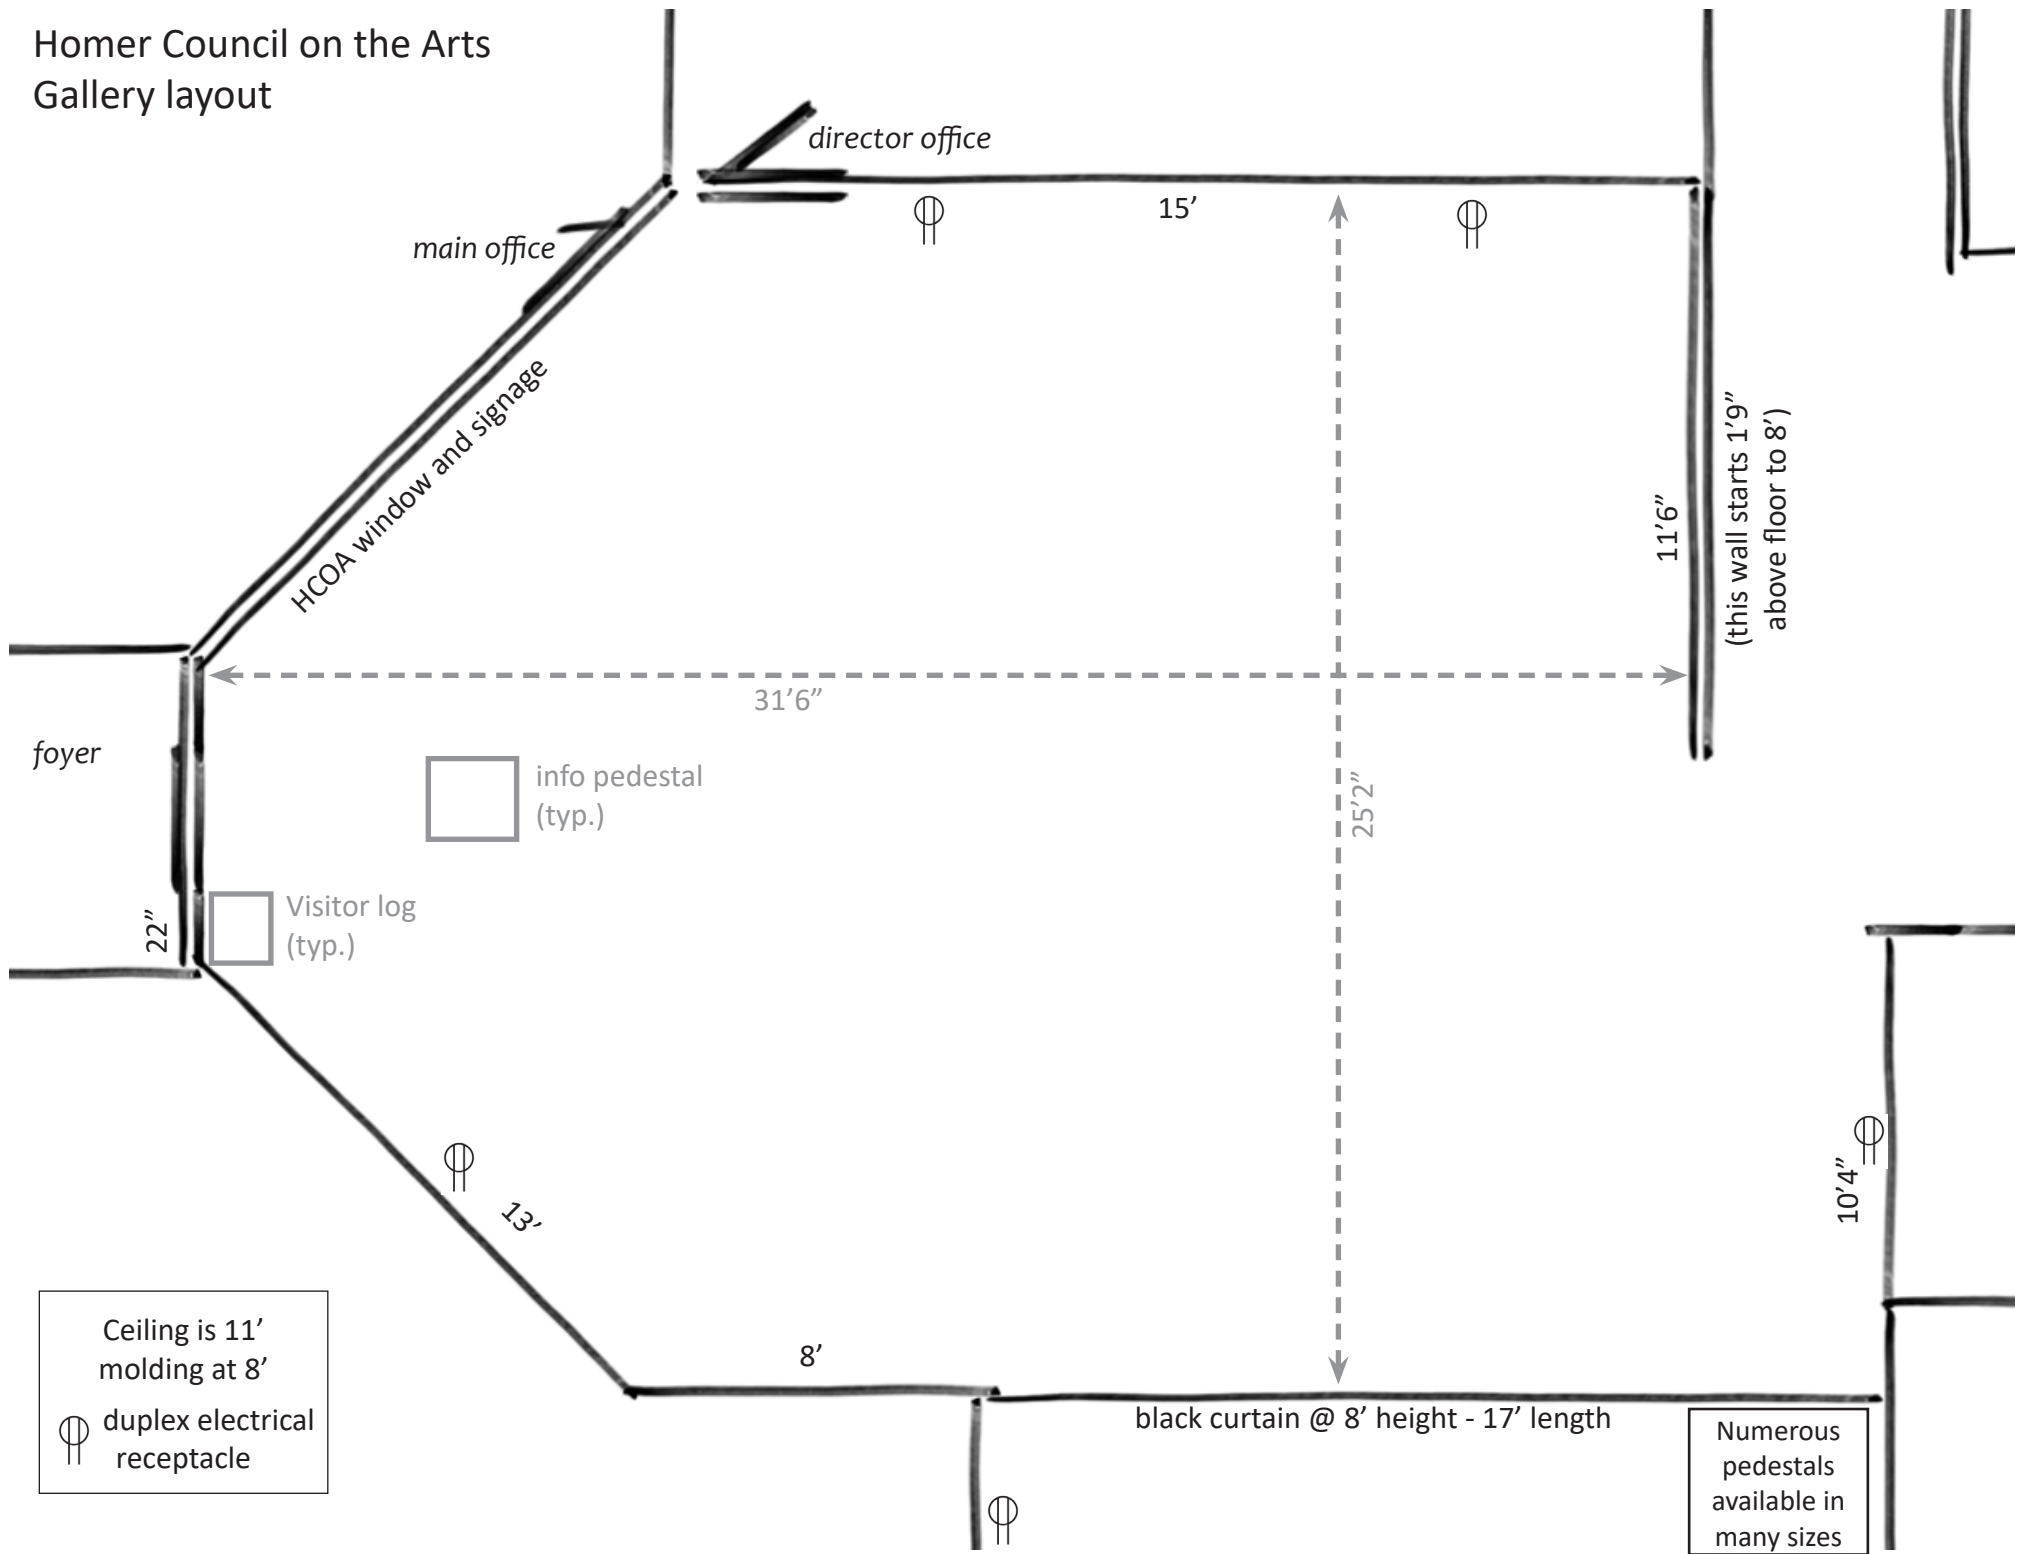 Homer Council on the Arts
Gallery layout
director office
main office
15’
HCOA window and signage
11’6”
(this wall starts 1’9”
above floor to 8’)
31’6”
foyer
info pedestal
(typ.)
25’2”
Visitor log
(typ.)
22”
13’
10’4”
8’
black curtain @ 8’ height - 17’ length
Ceiling is 11’
molding at 8’
duplex electrical
receptacle
Numerous
pedestals
available in
many sizes